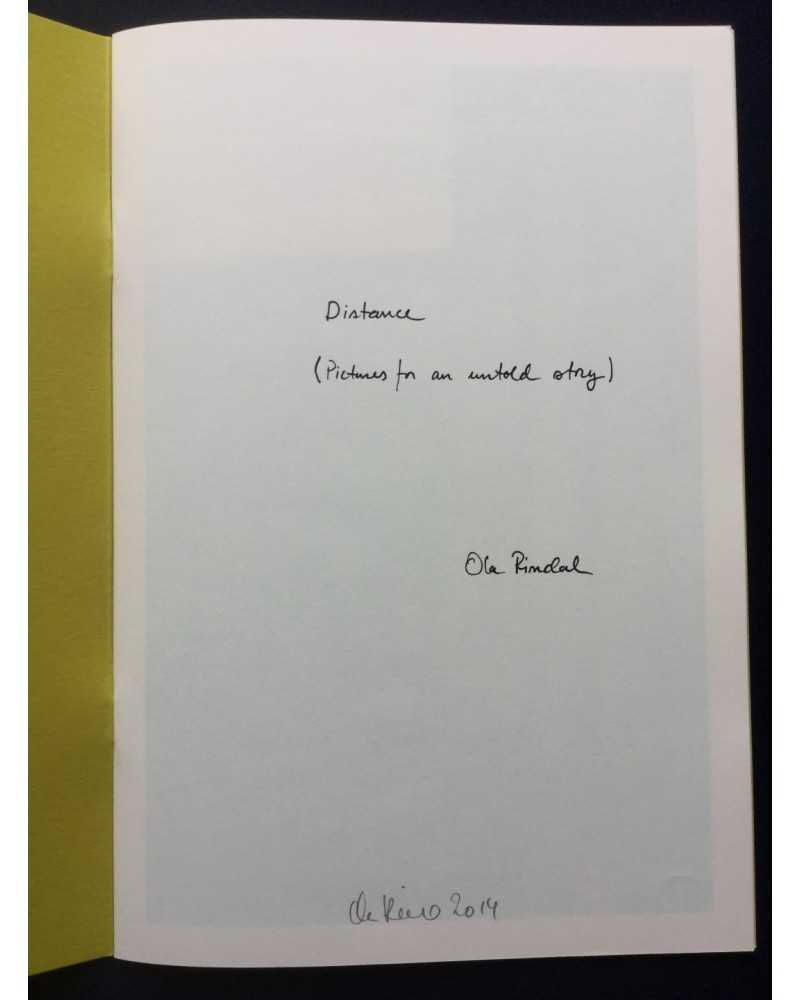 Distance
(Pictures for an untold story)
Ola Rindal
2014